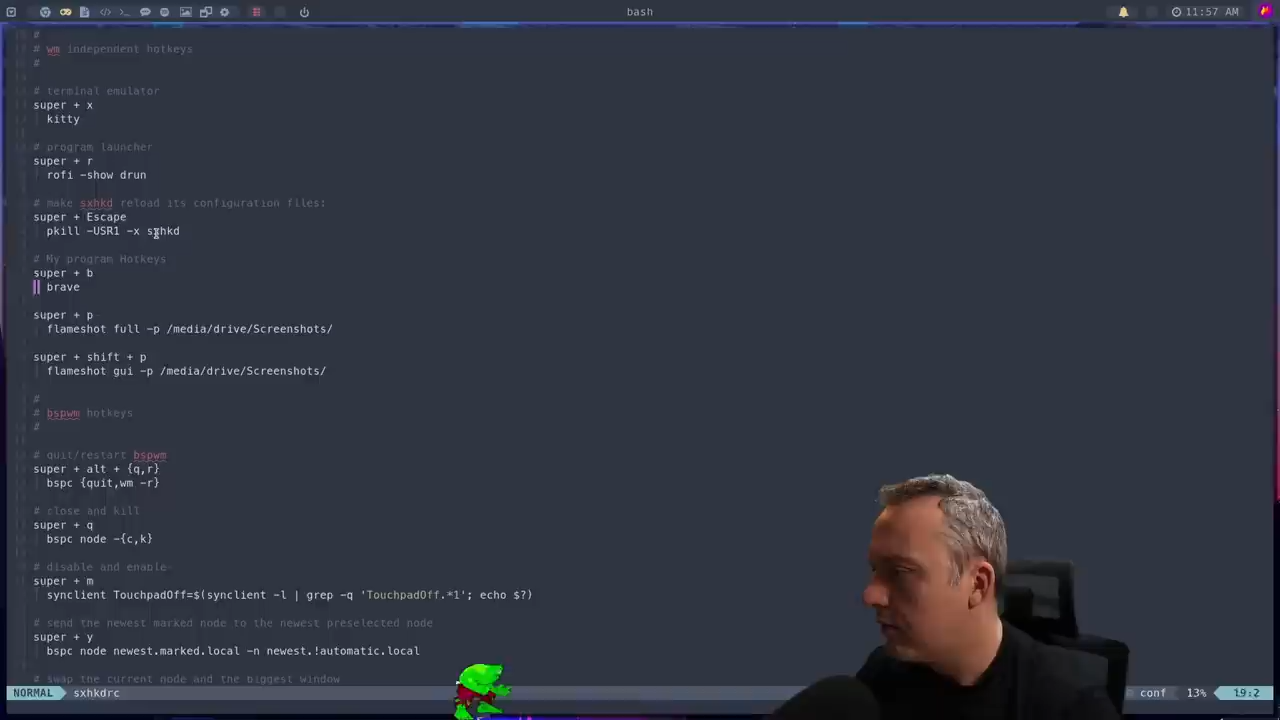 bash
11:57 AM
#
# wm independent hotkeys
#
# terminal emulator
super + x
kitty
# program launcher
super + r
rofi -show drun
# make sxhkd reload its configuration files:
super + Escape
pkill -USR1 -x sxhkd
# My program Hotkeys
super + b
brave
super + p
flameshot full -p /media/drive/Screenshots/
super + shift + p
flameshot gui -p /media/drive/Screenshots/
#
# bspwm hotkeys
#
# quit/restart bspwm
super + alt + {q,r}
bspc {quit,wm -r}
# close and kill
super + q
bspc node -{c,k}
# disable and enable
super + m
synclient TouchpadOff=$(synclient -l | grep -q 'TouchpadOff.*1'; echo $?)
# send the newest marked node to the newest preselected node
super + y
bspc node newest.marked.local -n newest.!automatic.local
# swap the current node and the biggest window
NORMAL sxhkdrc conf 13% 19:2